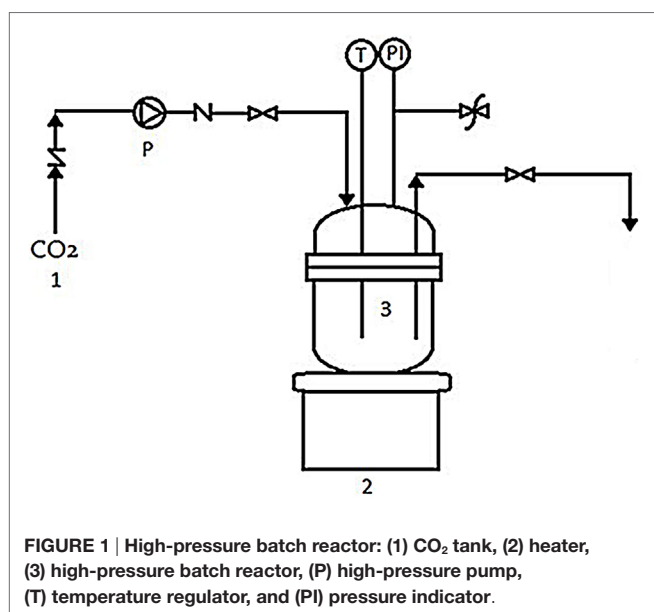 T PI
P
CO2
1
3
2
FIGURE 1 | High-pressure batch reactor: (1) CO₂ tank, (2) heater,
(3) high-pressure batch reactor, (P) high-pressure pump,
(T) temperature regulator, and (PI) pressure indicator.